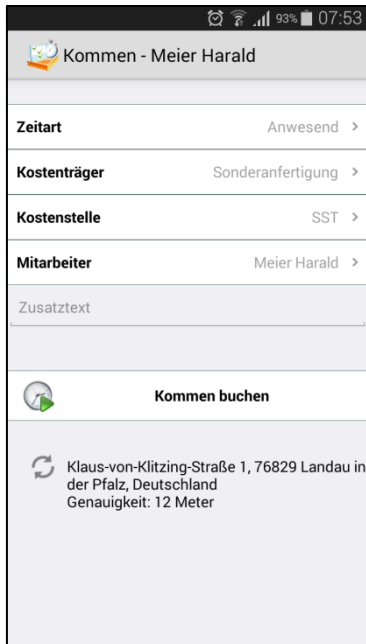 93% 07:53
Kommen - Meier Harald
Zeitart Anwesend >
Kostenträger Sonderanfertigung >
Kostenstelle SST >
Mitarbeiter Meier Harald >
Zusatztext
Kommen buchen
Klaus-von-Klitzing-Straße 1, 76829 Landau in
der Pfalz, Deutschland
Genauigkeit: 12 Meter